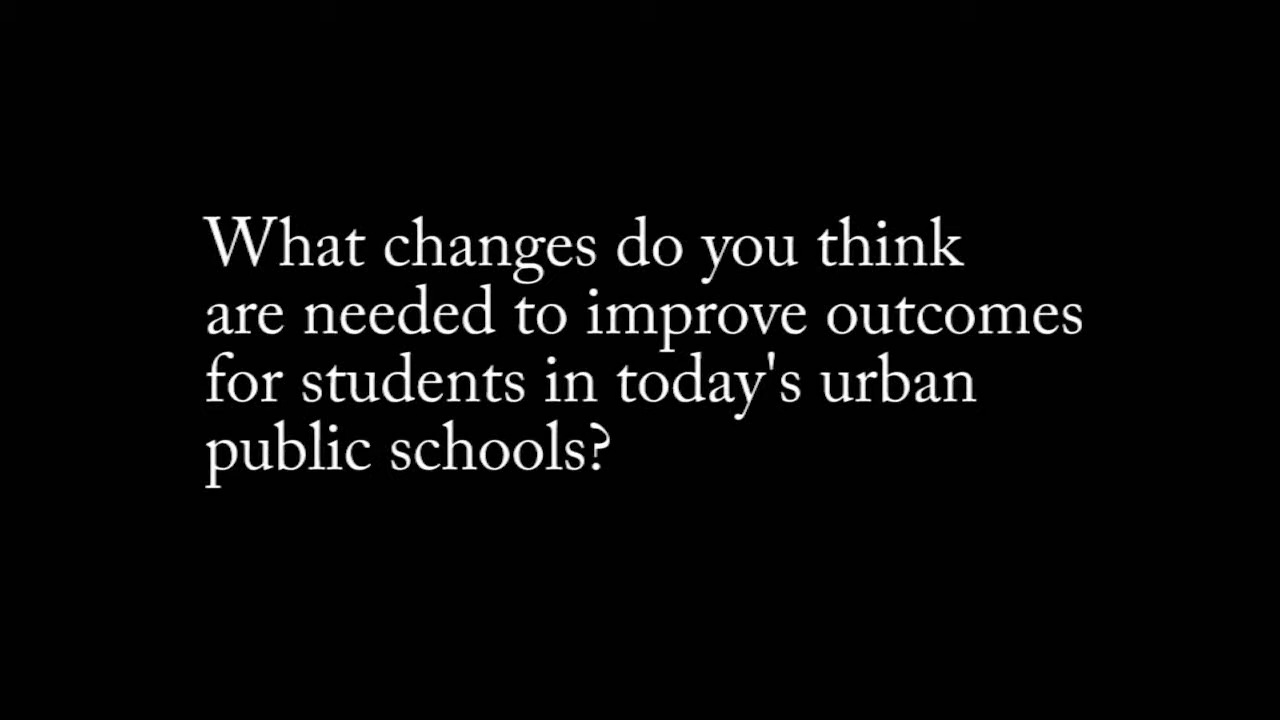 What changes do you think
are needed to improve outcomes
for students in today's urban
public schools?